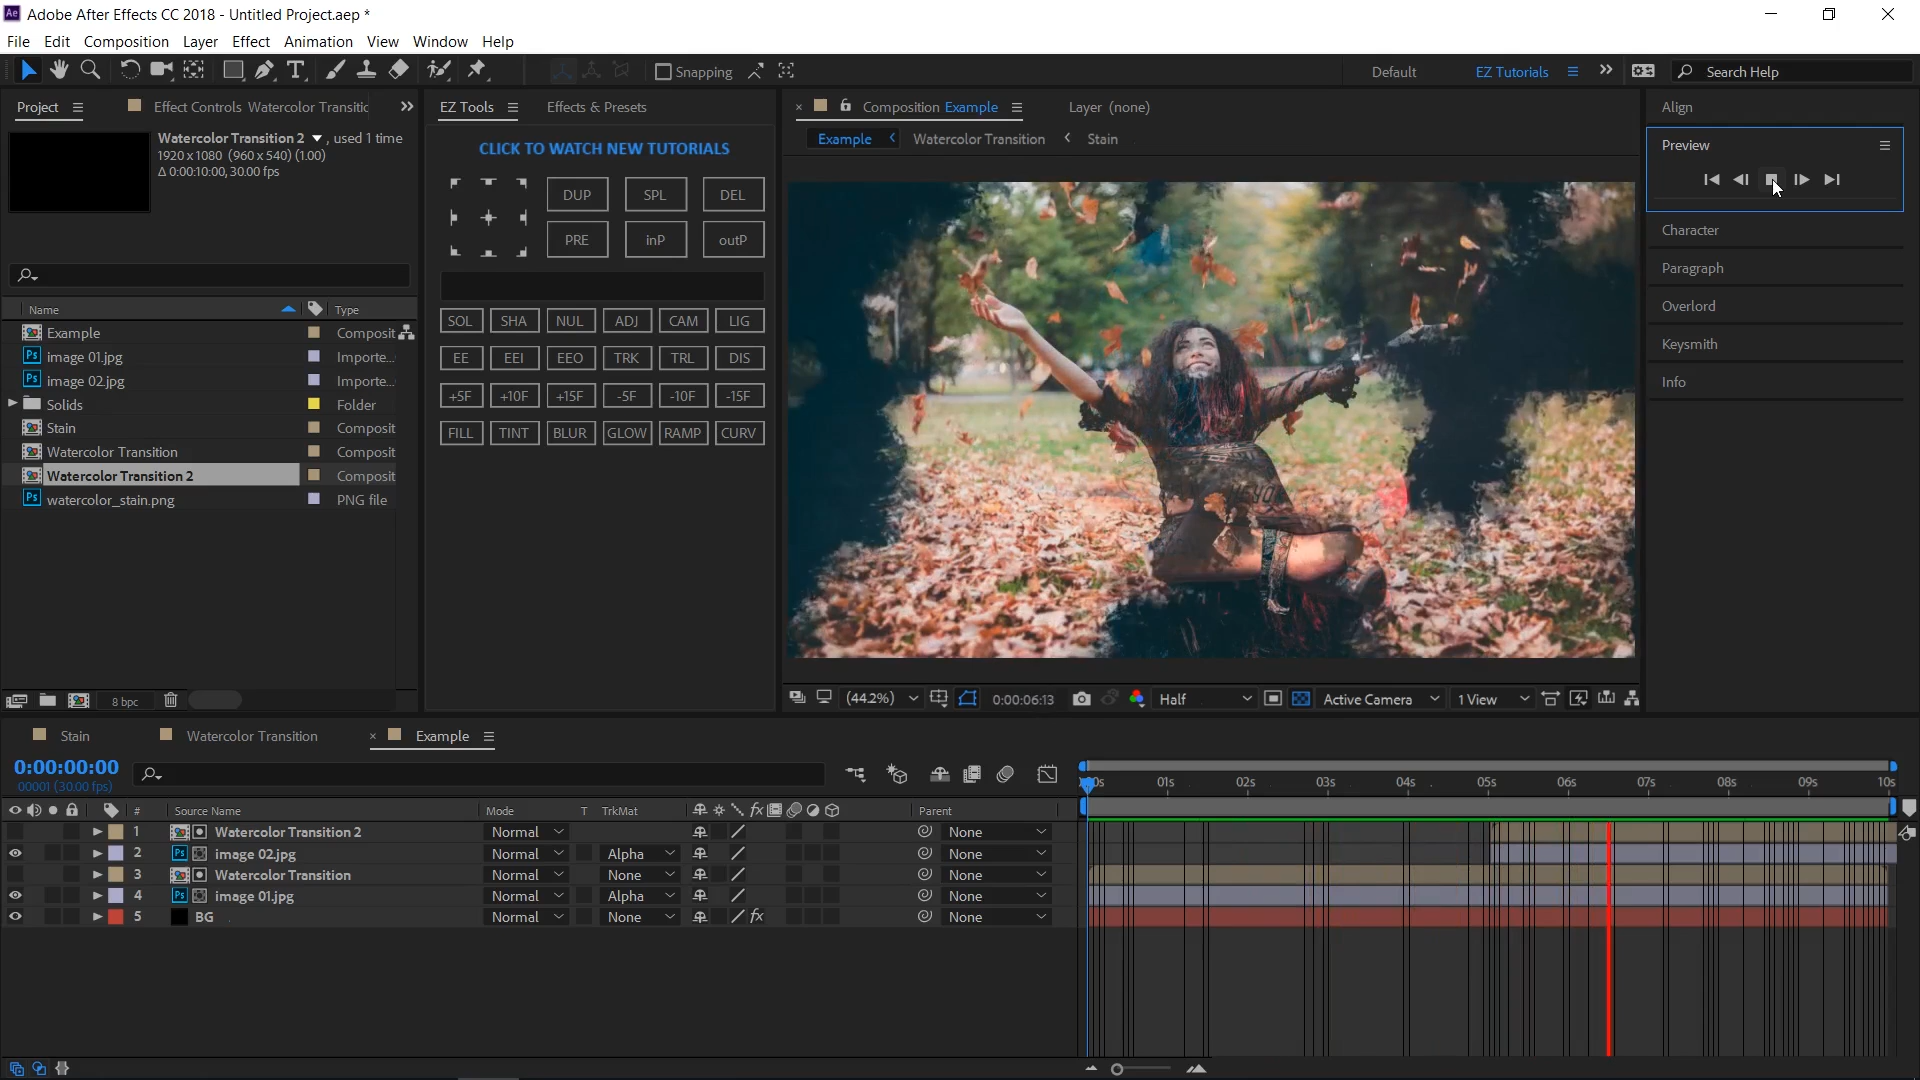 Ae Adobe After Effects CC 2018 - Untitled Project.aep *
File Edit Composition Layer Effect Animation View Window Help
Snapping Default EZ Tutorials Search Help
Project Effect Controls Watercolor Transitic EZ Tools Effects & Presets Composition Example Layer (none) Align
Example Watercolor Transition Stain
Watercolor Transition 2 , used 1 time
1920 x 1080 (960 x 540) (1.00)
Δ 0:00:10:00, 30.00 fps
CLICK TO WATCH NEW TUTORIALS
DUP SPL DEL
PRE inP outP
SOL SHA NUL ADJ CAM LIG
EE EEI EEO TRK TRL DIS
+5F +10F +15F -5F -10F -15F
FILL TINT BLUR GLOW RAMP CURV
Preview
Character
Paragraph
Overlord
Keysmith
Info
Name Type
Example Composit
Ps image 01.jpg Importe...
Ps image 02.jpg Importe...
Solids Folder
Stain Composit
Watercolor Transition Composit
Watercolor Transition 2 Composit
Ps watercolor_stain.png PNG file
8 bpc
(44.2%) 0:00:06:13 Half Active Camera 1 View
Stain Watercolor Transition × Example
0:00:00:00
00001 (30.00 fps)
01s 02s 03s 04s 05s 06s 07s 08s 09s 10s
# Source Name Mode T TrkMat fx Parent
1 Watercolor Transition 2 Normal None
2 Ps image 02.jpg Normal Alpha None
3 Watercolor Transition Normal None None
4 Ps image 01.jpg Normal Alpha None
5 BG Normal None fx None